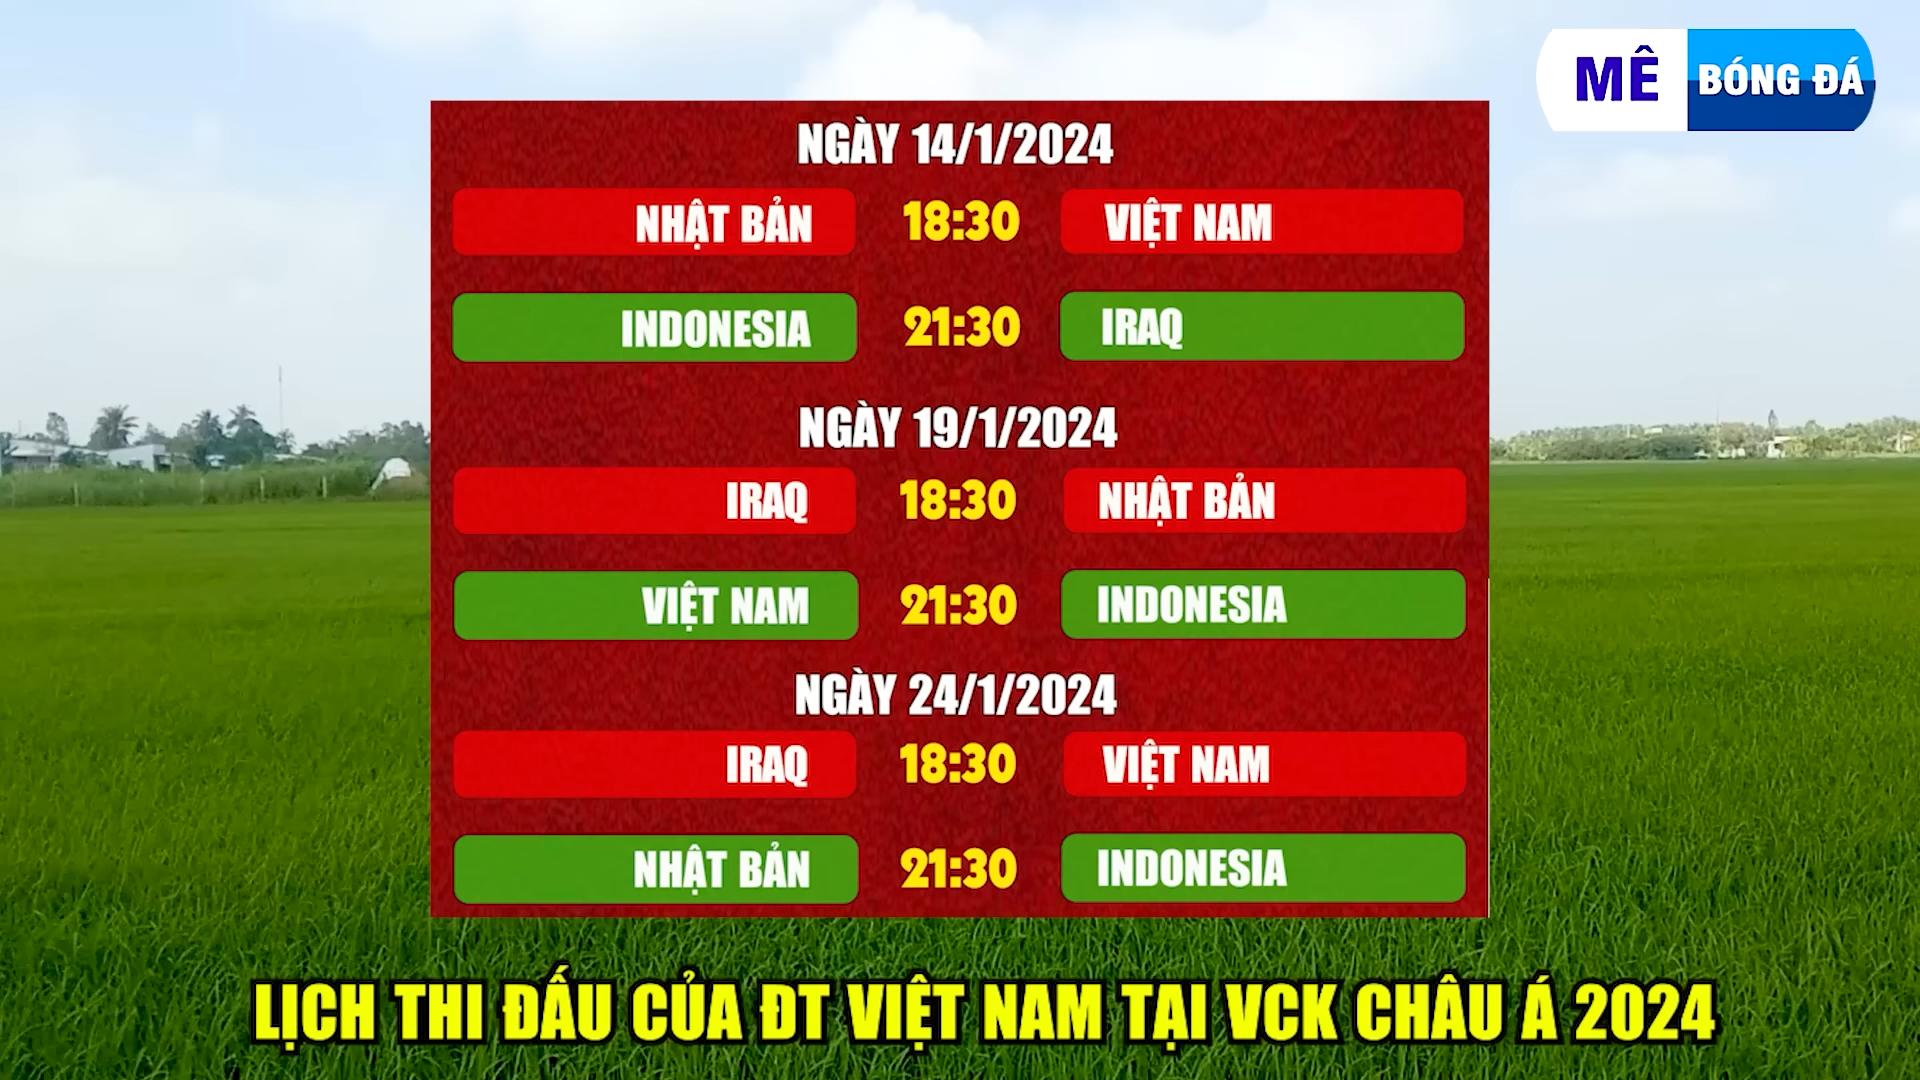 MÊ BÓNG ĐÁ
NGÀY 14/1/2024
NHẬT BẢN 18:30 VIỆT NAM
INDONESIA 21:30 IRAQ
NGÀY 19/1/2024
IRAQ 18:30 NHẬT BẢN
VIỆT NAM 21:30 INDONESIA
NGÀY 24/1/2024
IRAQ 18:30 VIỆT NAM
NHẬT BẢN 21:30 INDONESIA
LỊCH THI ĐẤU CỦA ĐT VIỆT NAM TẠI VCK CHÂU Á 2024